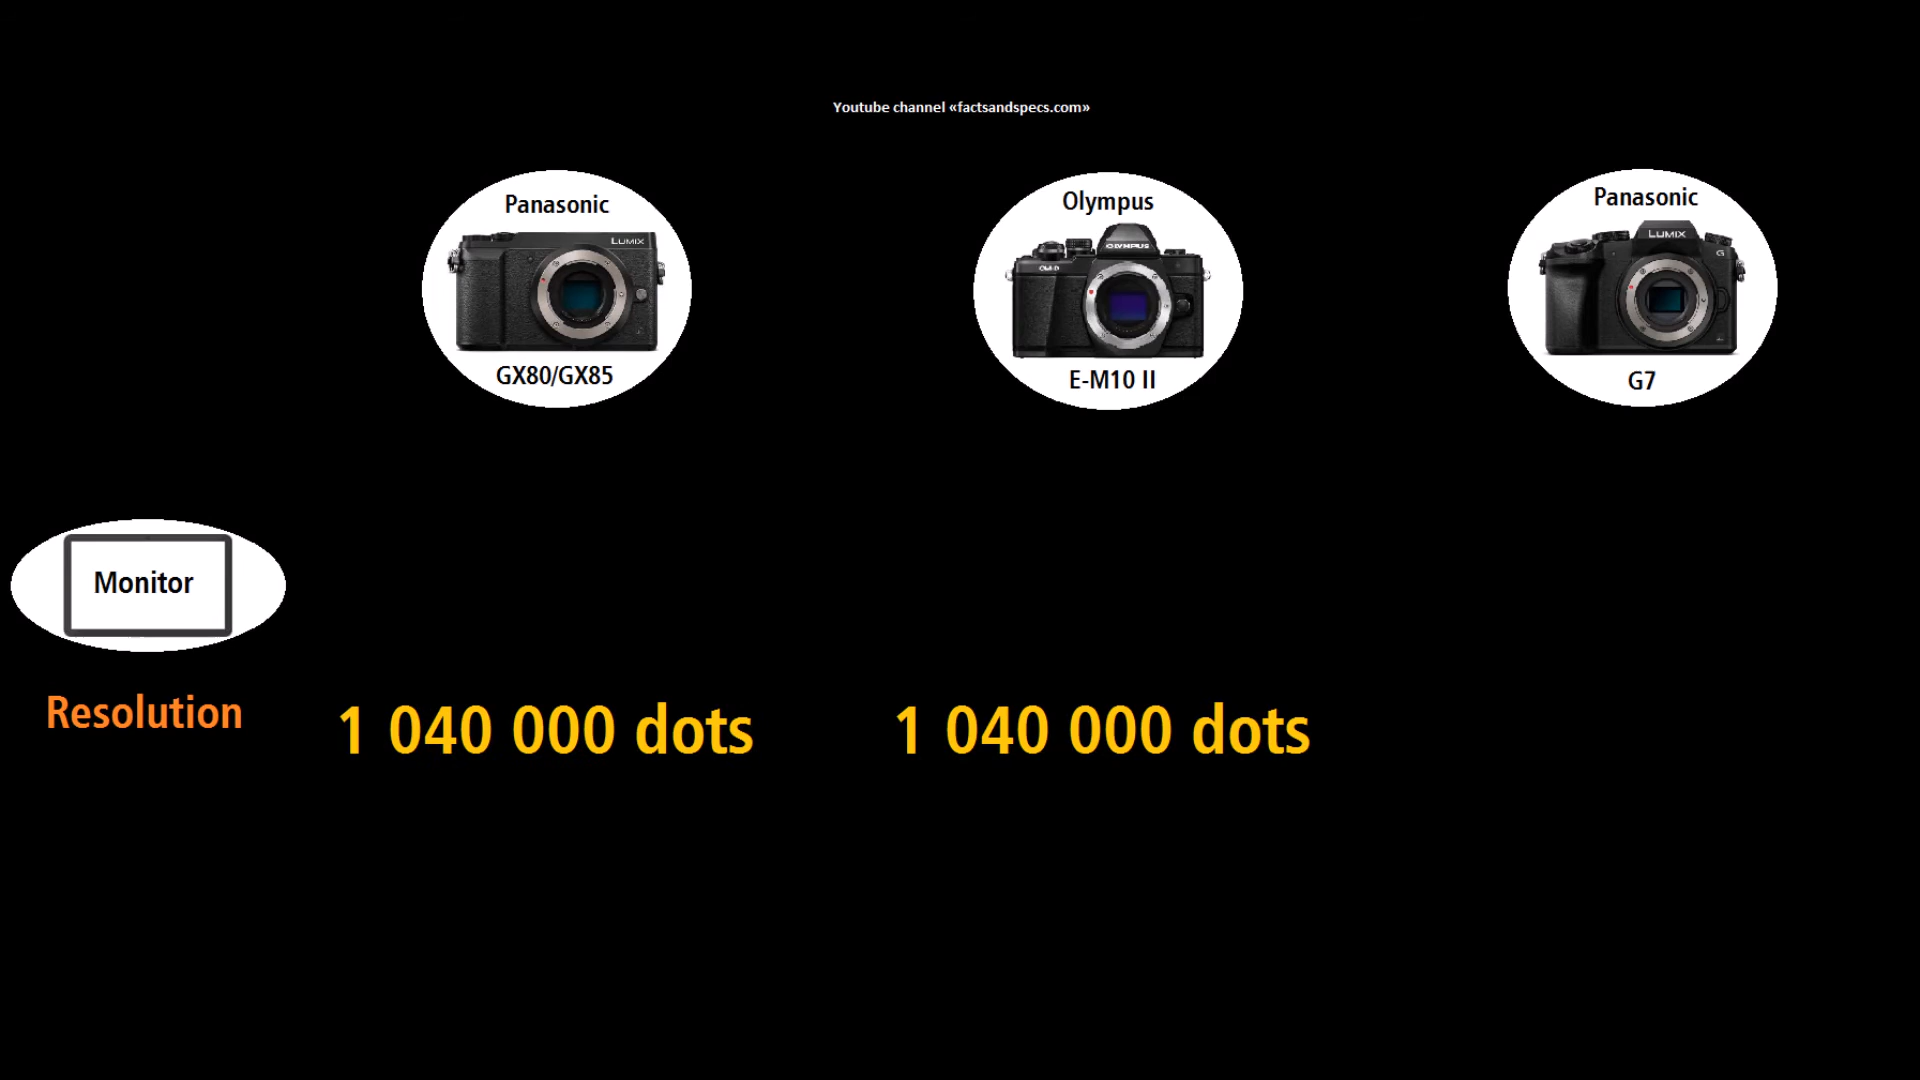 Youtube channel «factsandspecs.com»
Panasonic
LUMIX
GX80/GX85
Olympus
OLYMPUS
OM-D
E-M10 II
Panasonic
LUMIX
G
G7
Monitor
Resolution
1 040 000 dots
1 040 000 dots